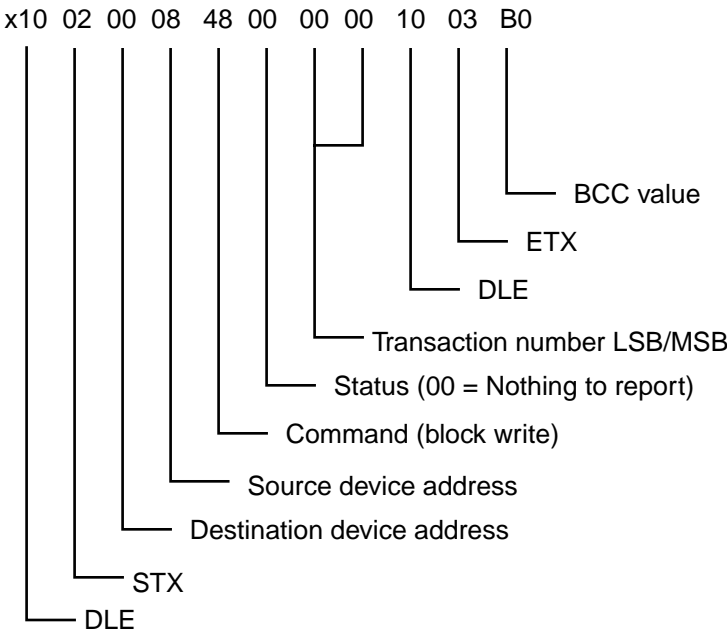 x10 02 00 08 48 00 00 00 10 03 B0
BCC value
ETX
DLE
Transaction number LSB/MSB
Status (00 = Nothing to report)
Command (block write)
Source device address
Destination device address
STX
DLE